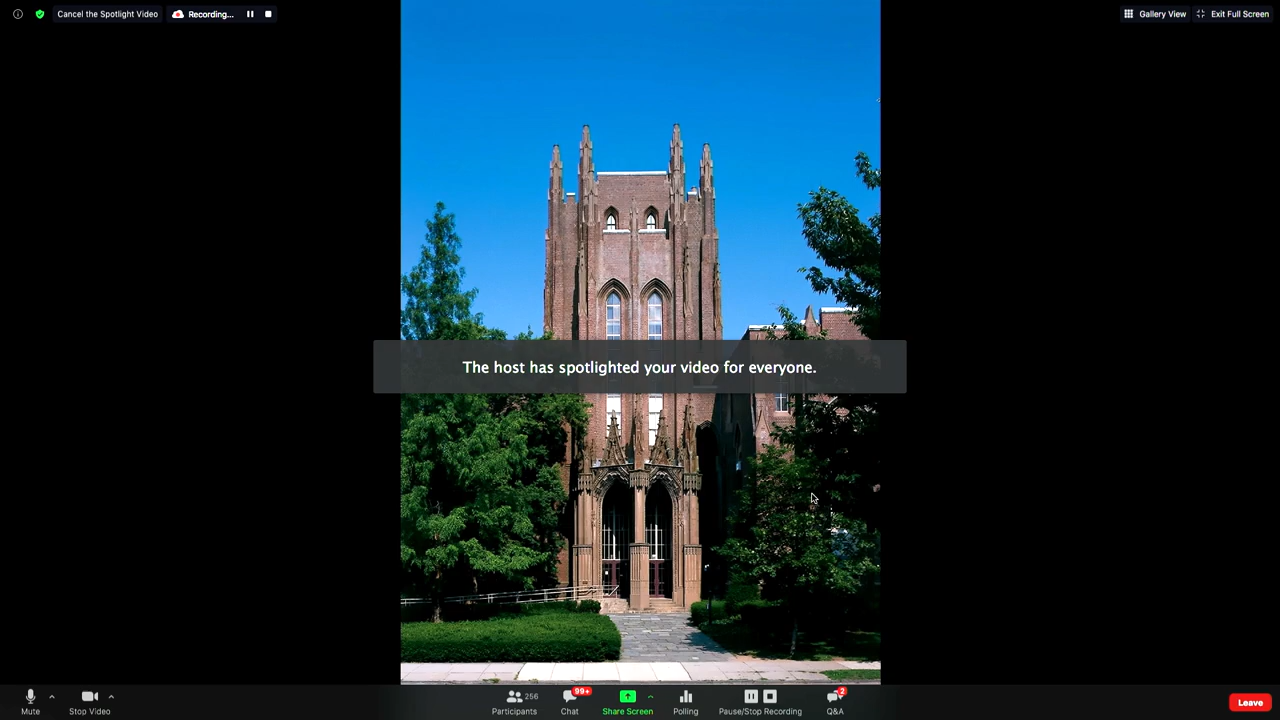 Cancel the Spotlight Video
Recording...
Gallery View
Exit Full Screen
The host has spotlighted your video for everyone.
Mute
Stop Video
256
Participants
99+
Chat
Share Screen
Polling
Pause/Stop Recording
2
Q&A
Leave